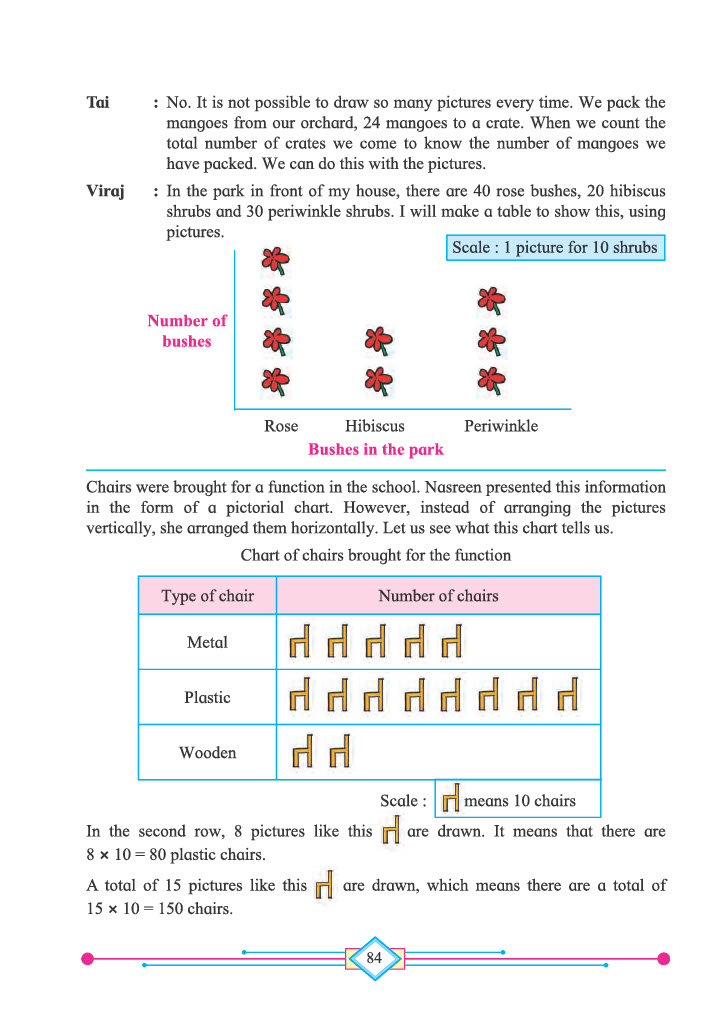 Tai : No. It is not possible to draw so many pictures every time. We pack the
mangoes from our orchard, 24 mangoes to a crate. When we count the
total number of crates we come to know the number of mangoes we
have packed. We can do this with the pictures.
Viraj : In the park in front of my house, there are 40 rose bushes, 20 hibiscus
shrubs and 30 periwinkle shrubs. I will make a table to show this, using
pictures.
Scale : 1 picture for 10 shrubs
Number of
bushes
Rose Hibiscus Periwinkle
Bushes in the park
Chairs were brought for a function in the school. Nasreen presented this information
in the form of a pictorial chart. However, instead of arranging the pictures
vertically, she arranged them horizontally. Let us see what this chart tells us.
Chart of chairs brought for the function
Type of chair Number of chairs
Metal
Plastic
Wooden
Scale : means 10 chairs
In the second row, 8 pictures like this are drawn. It means that there are
8 × 10 = 80 plastic chairs.
A total of 15 pictures like this are drawn, which means there are a total of
15 × 10 = 150 chairs.
84